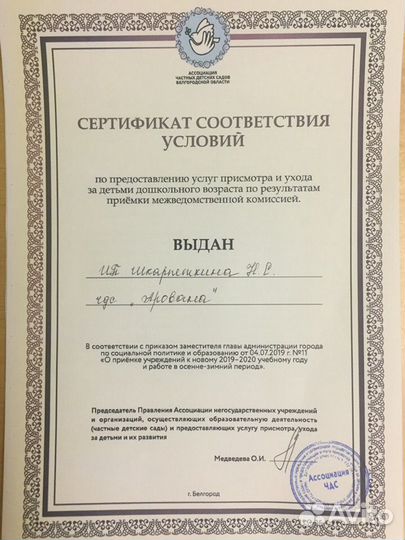 АССОЦИАЦИЯ
ЧАСТНЫХ ДЕТСКИХ САДОВ
БЕЛГОРОДСКОЙ ОБЛАСТИ
СЕРТИФИКАТ СООТВЕТСТВИЯ
УСЛОВИЙ
по предоставлению услуг присмотра и ухода
за детьми дошкольного возраста по результатам
приёмки межведомственной комиссией.
ВЫДАН
ИП Шкарпеткина Н.В.
чдс „Арована"
В соответствии с приказом заместителя главы администрации города
по социальной политике и образованию от 04.07.2019 г. №11
«О приёмке учреждений к новому 2019-2020 учебному году
и работе в осенне-зимний период».
Председатель Правления Ассоциации негосударственных учреждений
и организаций, осуществляющих образовательную деятельность
(частные детские сады) и предоставляющих услугу присмотра/ухода
за детьми и их развития
Медведева О.И.
Ассоциация
ЧДС
г. Белгород
Avito